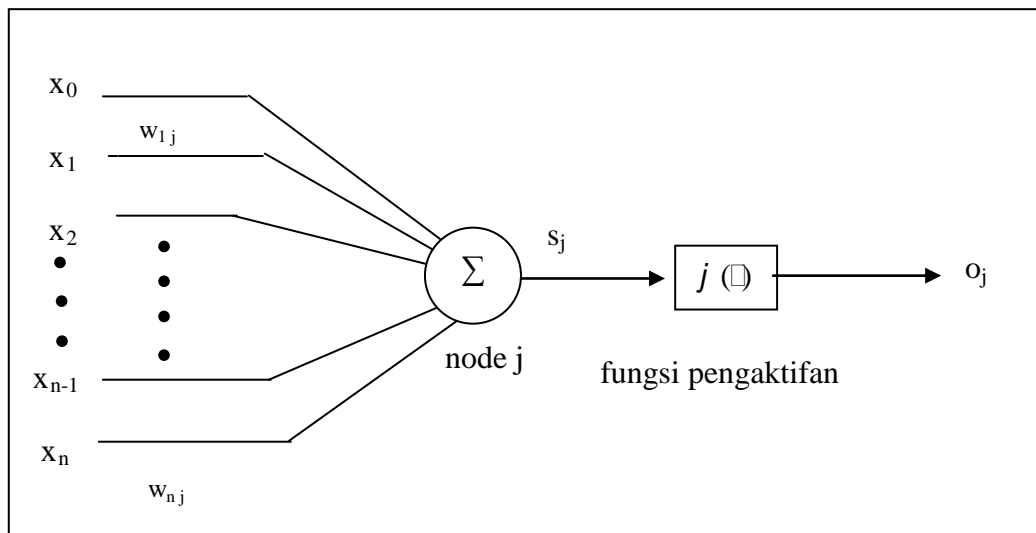 x0
w1 j
x1
x2
sj
Σ
j (▯)
oj
node j
fungsi pengaktifan
xn-1
xn
wn j